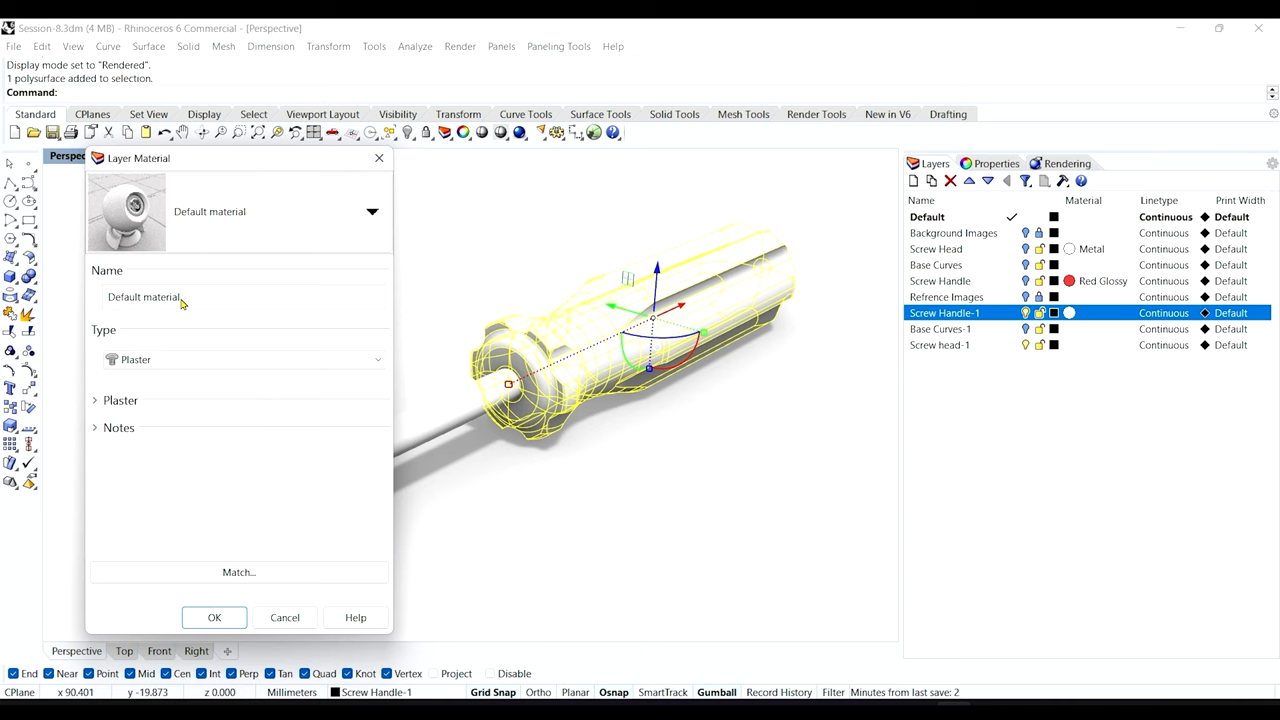 Session-8.3dm (4 MB) - Rhinoceros 6 Commercial - [Perspective]
File Edit View Curve Surface Solid Mesh Dimension Transform Tools Analyze Render Panels Paneling Tools Help
Display mode set to "Rendered".
1 polysurface added to selection.
Command:
Standard CPlanes Set View Display Select Viewport Layout Visibility Transform Curve Tools Surface Tools Solid Tools Mesh Tools Render Tools New in V6 Drafting
Perspec
Layer Material
Default material
Name
Default material
Type
Plaster
Plaster
Notes
Match...
OK Cancel Help
Layers Properties Rendering
Name Material Linetype Print Width
Default Continuous Default
Background Images Continuous Default
Screw Head Metal Continuous Default
Base Curves Continuous Default
Screw Handle Red Glossy Continuous Default
Refrence Images Continuous Default
Screw Handle-1 Continuous Default
Base Curves-1 Continuous Default
Screw head-1 Continuous Default
Perspective Top Front Right
End Near Point Mid Cen Int Perp Tan Quad Knot Vertex Project Disable
CPlane x 90.401 y -19.873 z 0.000 Millimeters Screw Handle-1 Grid Snap Ortho Planar Osnap SmartTrack Gumball Record History Filter Minutes from last save: 2